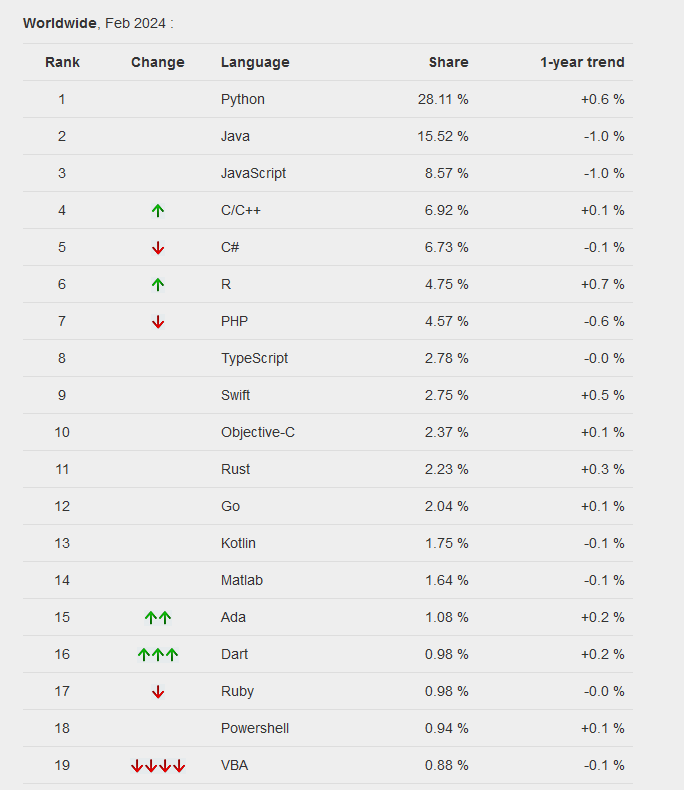 Worldwide, Feb 2024 :
Rank Change Language Share 1-year trend
1 Python 28.11 % +0.6 %
2 Java 15.52 % -1.0 %
3 JavaScript 8.57 % -1.0 %
4 ↑ C/C++ 6.92 % +0.1 %
5 ↓ C# 6.73 % -0.1 %
6 ↑ R 4.75 % +0.7 %
7 ↓ PHP 4.57 % -0.6 %
8 TypeScript 2.78 % -0.0 %
9 Swift 2.75 % +0.5 %
10 Objective-C 2.37 % +0.1 %
11 Rust 2.23 % +0.3 %
12 Go 2.04 % +0.1 %
13 Kotlin 1.75 % -0.1 %
14 Matlab 1.64 % -0.1 %
15 ↑↑ Ada 1.08 % +0.2 %
16 ↑↑↑ Dart 0.98 % +0.2 %
17 ↓ Ruby 0.98 % -0.0 %
18 Powershell 0.94 % +0.1 %
19 ↓↓↓↓ VBA 0.88 % -0.1 %